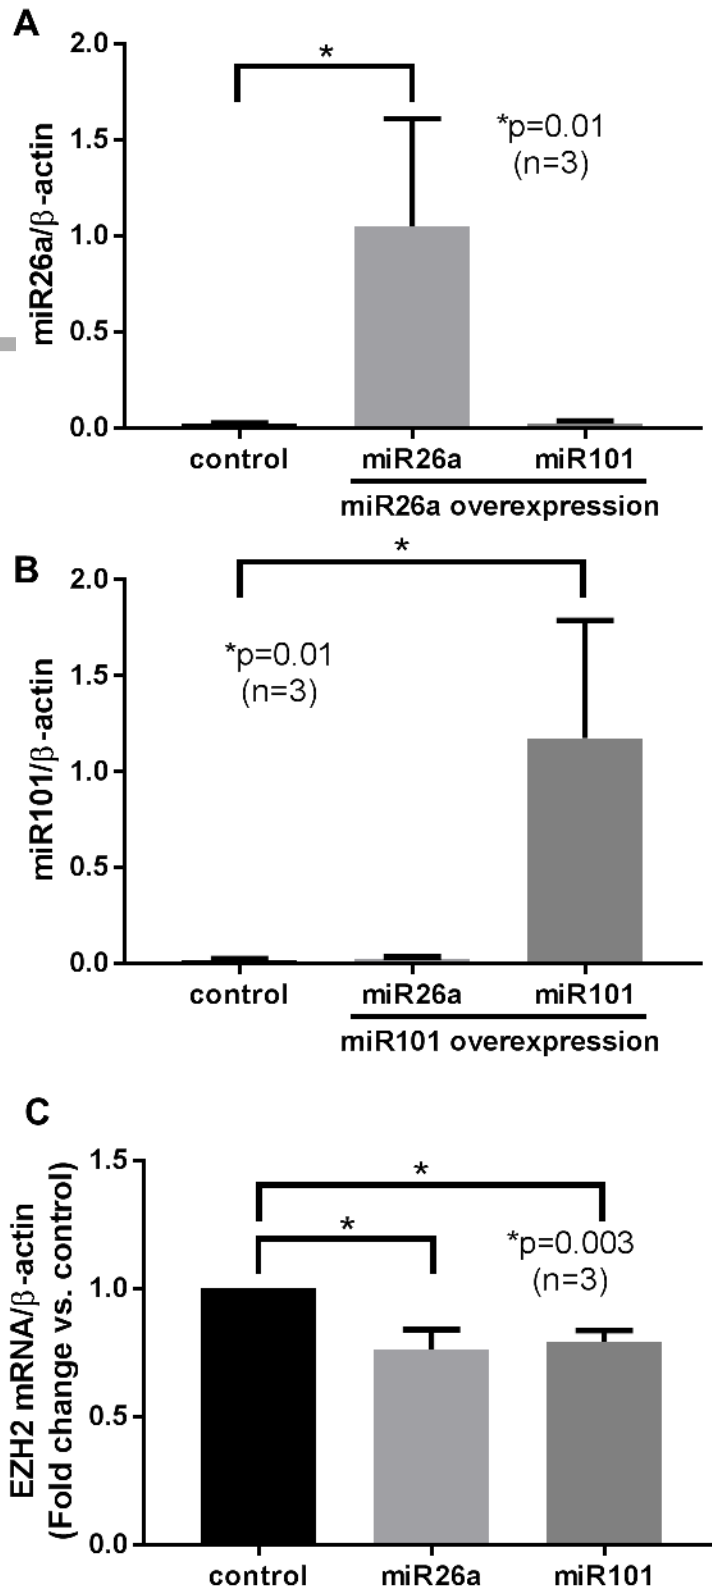 A
2.0
*
1.5
*p=0.01
(n=3)
miR26a/β-actin
1.0
0.5
0.0
control miR26a miR101
miR26a overexpression
B
*
2.0
*p=0.01
(n=3)
1.5
miR101/β-actin
1.0
0.5
0.0
control miR26a miR101
miR101 overexpression
C
1.5
*
*
*p=0.003
(n=3)
EZH2 mRNA/β-actin
(Fold change vs. control)
1.0
0.5
0.0
control miR26a miR101